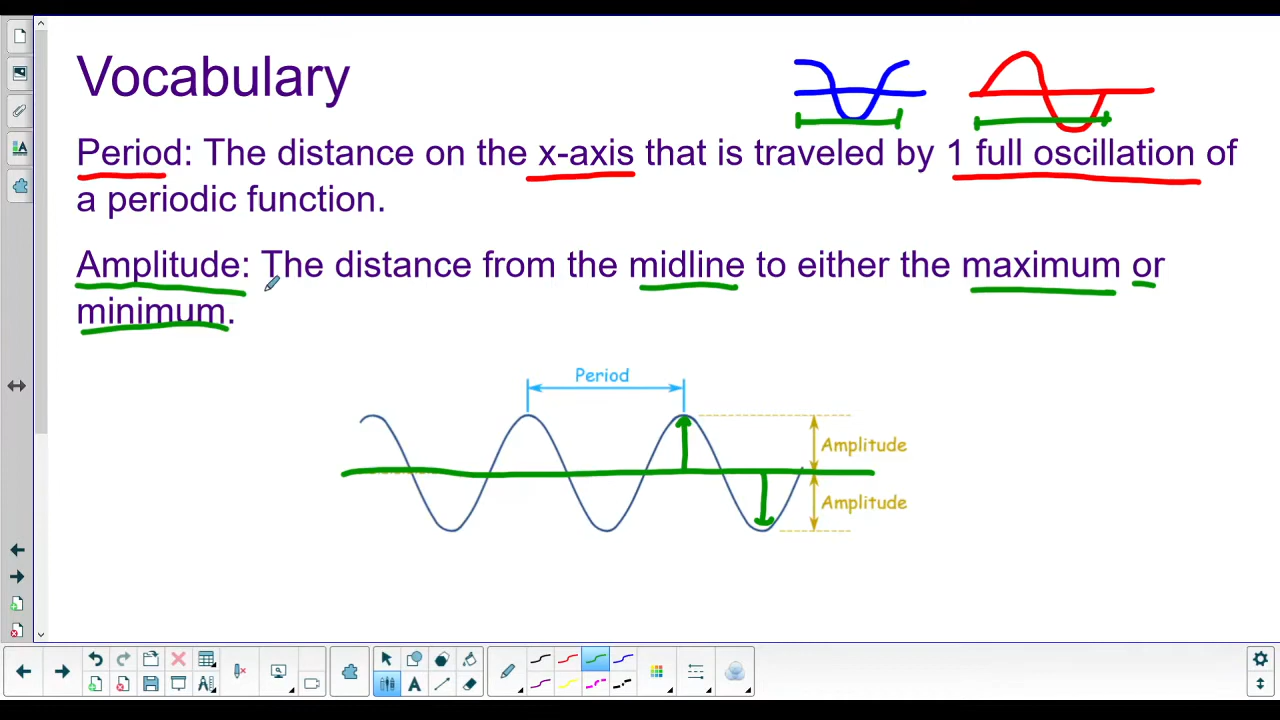 Vocabulary
Period: The distance on the x-axis that is traveled by 1 full oscillation of
a periodic function.
Amplitude: The distance from the midline to either the maximum or
minimum.
Period
Amplitude
Amplitude